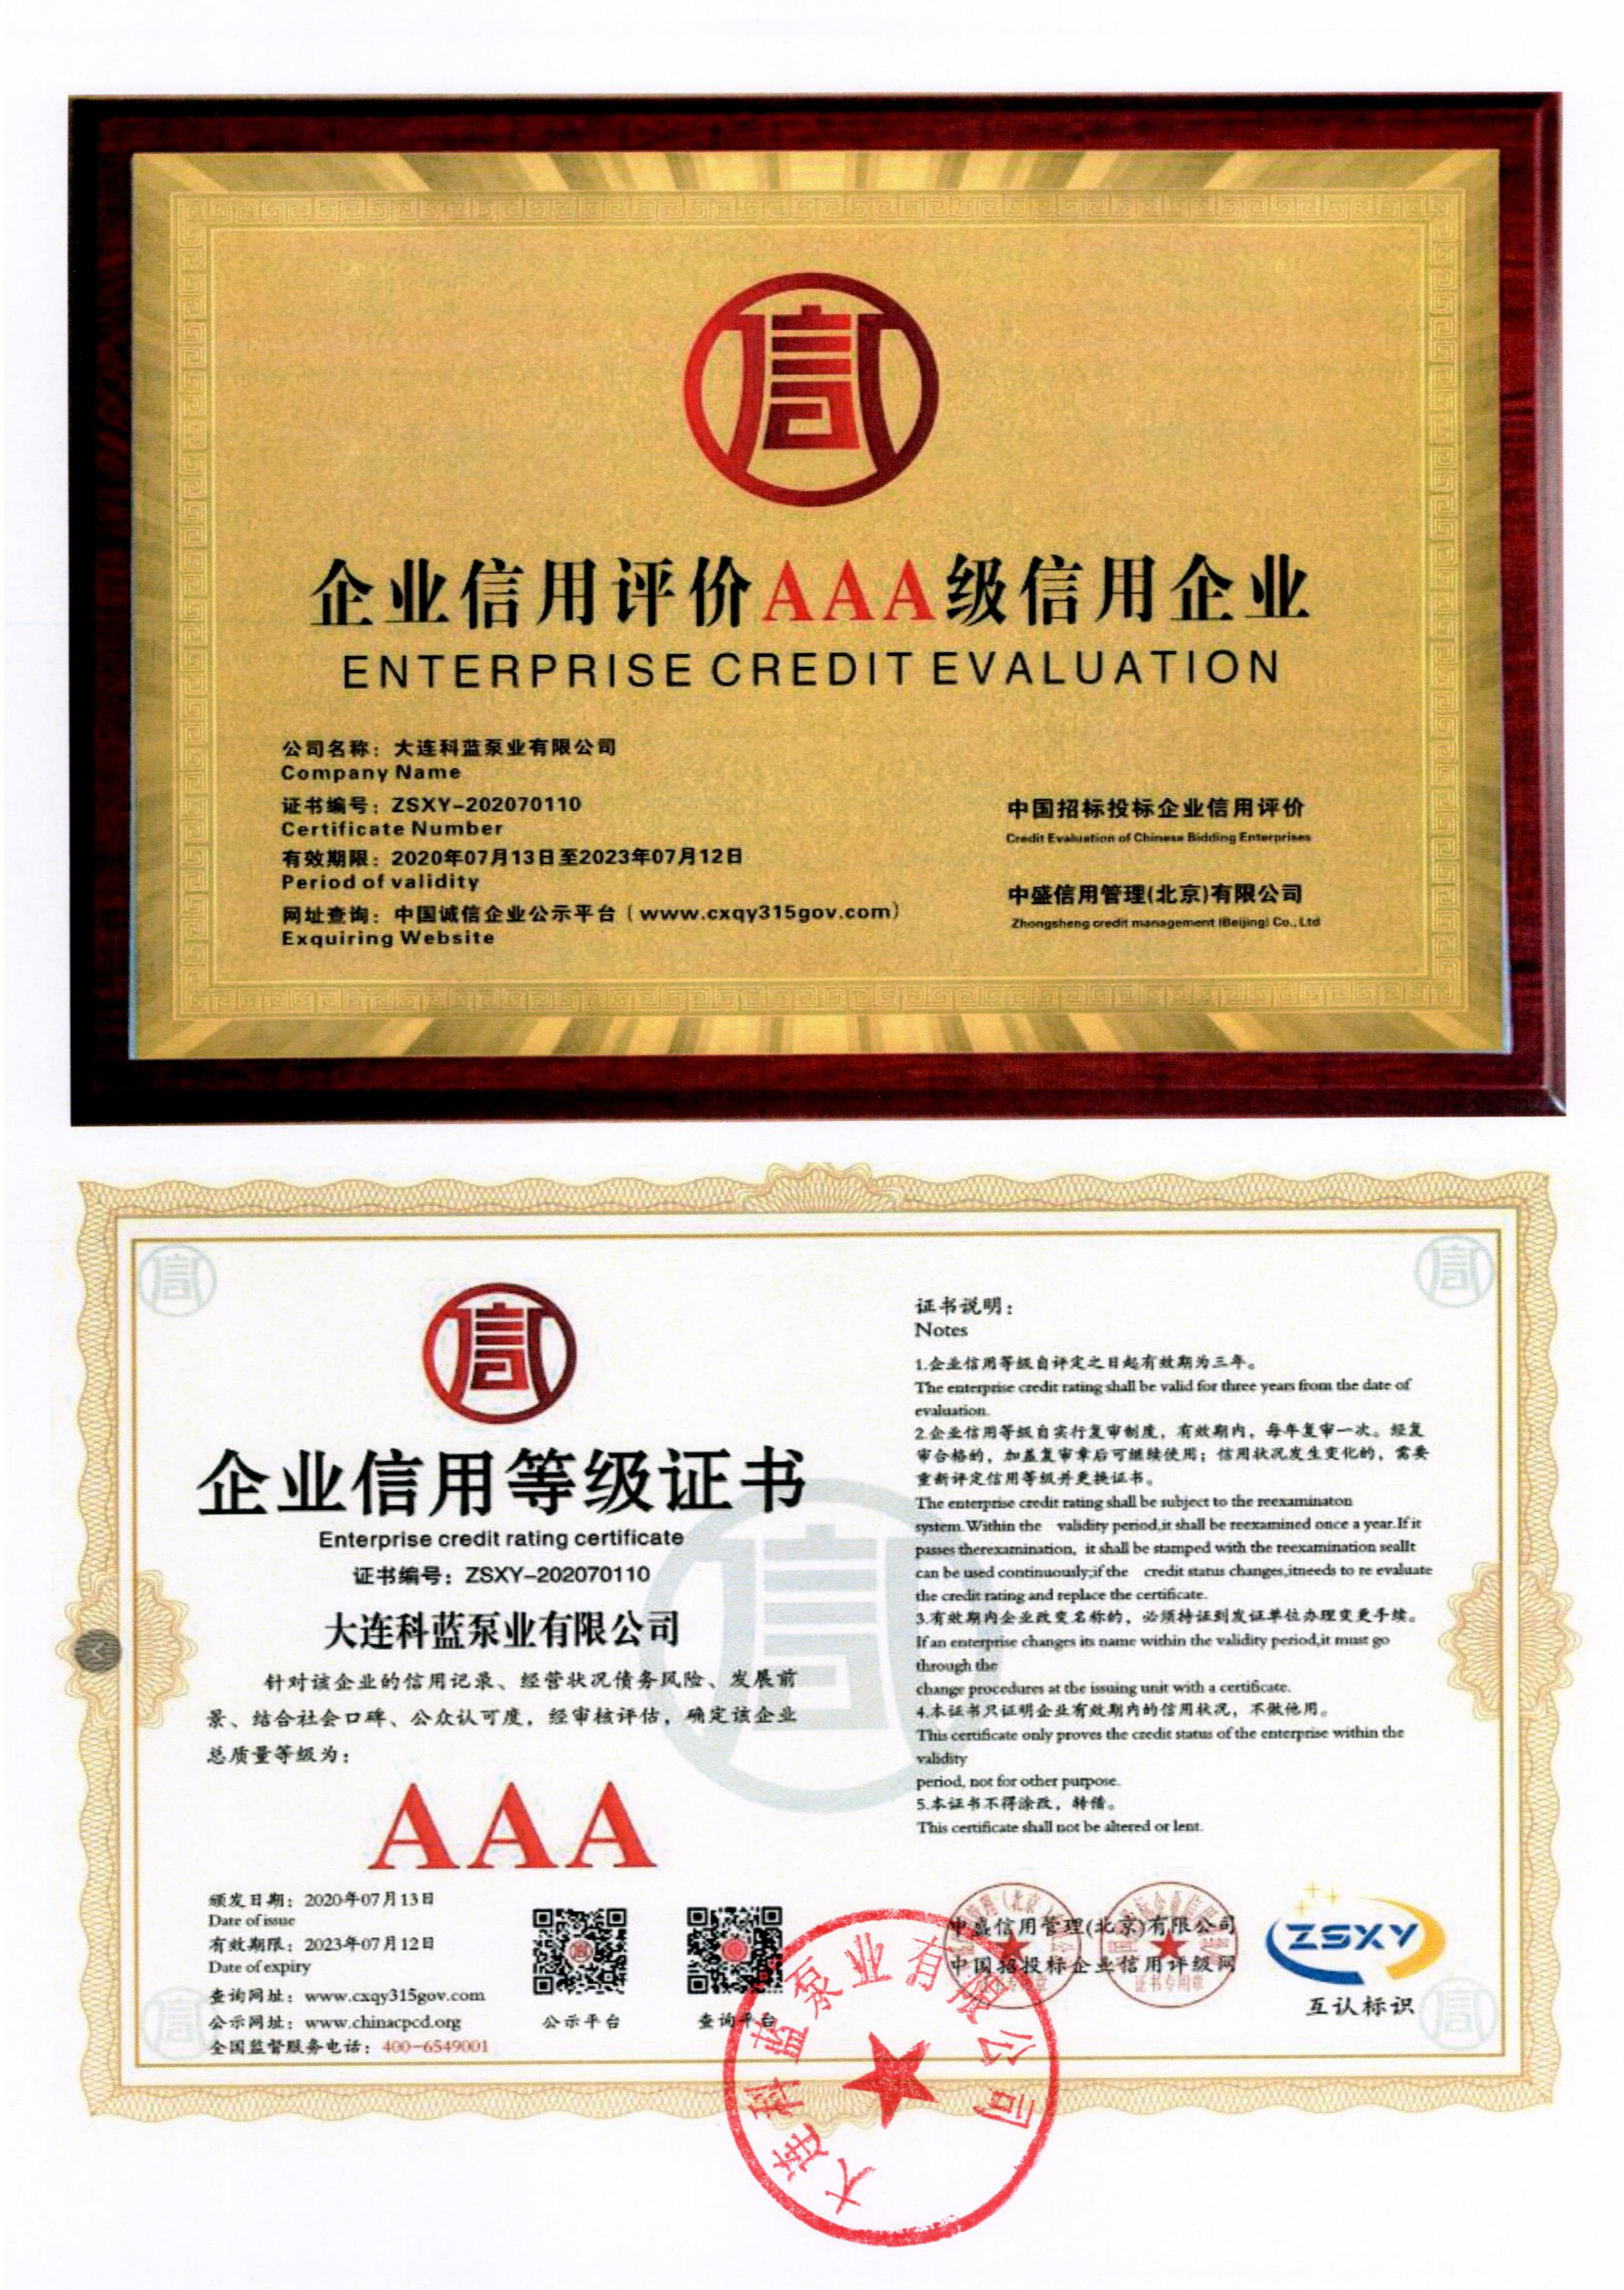 信
企业信用评价AAA级信用企业
ENTERPRISE CREDIT EVALUATION
公司名称：大连科蓝泵业有限公司
Company Name
证书编号：ZSXY-202070110
Certificate Number
有效期限：2020年07月13日至2023年07月12日
Period of validity
网址查询：中国诚信企业公示平台（www.cxqy315gov.com）
Exquiring Website
中国招标投标企业信用评价
Credit Evaluation of Chinese Bidding Enterprises
中盛信用管理(北京)有限公司
Zhongsheng credit management (Beijing) Co., Ltd
信
企业信用等级证书
Enterprise credit rating certificate
证书编号：ZSXY-202070110
大连科蓝泵业有限公司
针对该企业的信用记录、经营状况债务风险、发展前
景、结合社会口碑、公众认可度，经审核评估，确定该企业
总质量等级为：
AAA
颁发日期：2020年07月13日
Date of issue
有效期限：2023年07月12日
Date of expiry
查询网址：www.cxqy315gov.com
公示网址：www.chinacpcd.org
全国监督服务电话：400-6549001
公示平台
查询平台
证书说明：
Notes
1.企业信用等级自评定之日起有效期为三年。
The enterprise credit rating shall be valid for three years from the date of
evaluation.
2.企业信用等级自实行复审制度，有效期内，每年复审一次。经复
审合格的，加盖复审章后可继续使用；信用状况发生变化的，需要
重新评定信用等级并更换证书。
The enterprise credit rating shall be subject to the reexaminaton
system.Within the validity period,it shall be reexamined once a year.If it
passes therexamination, it shall be stamped with the reexamination sealIt
can be used continuously;if the credit status changes,itneeds to re evaluate
the credit rating and replace the certificate.
3.有效期内企业改变名称的，必须持证到发证单位办理变更手续。
If an enterprise changes its name within the validity period,it must go
through the
change procedures at the issuing unit with a certificate.
4.本证书只证明企业有效期内的信用状况，不做他用。
This certificate only proves the credit status of the enterprise within the
validity
period, not for other purpose.
5.本证书不得涂改，转借。
This certificate shall not be altered or lent.
中盛信用管理(北京)有限公司
中国招投标企业信用评级网
证书专用章
ZSXY
互认标识
大连科蓝泵业有限公司